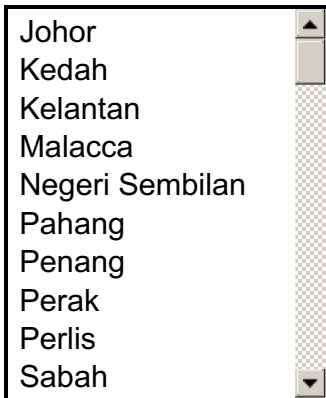 Johor
Kedah
Kelantan
Malacca
Negeri Sembilan
Pahang
Penang
Perak
Perlis
Sabah